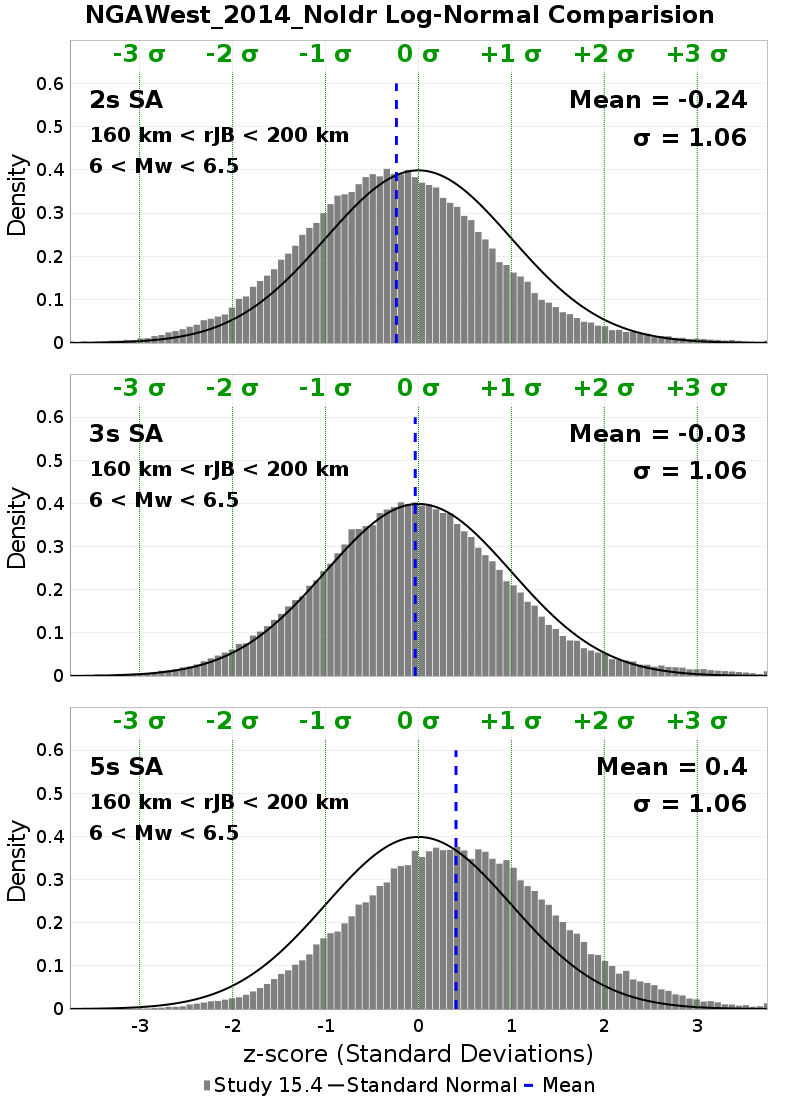 NGAWest_2014_NoIdr Log-Normal Comparision
-3 σ -2 σ -1 σ 0 σ +1 σ +2 σ +3 σ
0.6
2s SA Mean = -0.24
0.5
160 km < rJB < 200 km σ = 1.06
6 < Mw < 6.5
0.4
0.3
0.2
0.1
0
Density
-3 σ -2 σ -1 σ 0 σ +1 σ +2 σ +3 σ
0.6
3s SA Mean = -0.03
0.5
160 km < rJB < 200 km σ = 1.06
6 < Mw < 6.5
0.4
0.3
0.2
0.1
0
Density
-3 σ -2 σ -1 σ 0 σ +1 σ +2 σ +3 σ
0.6
5s SA Mean = 0.4
0.5
160 km < rJB < 200 km σ = 1.06
6 < Mw < 6.5
0.4
0.3
0.2
0.1
0
Density
-3 -2 -1 0 1 2 3
z-score (Standard Deviations)
Study 15.4 Standard Normal Mean